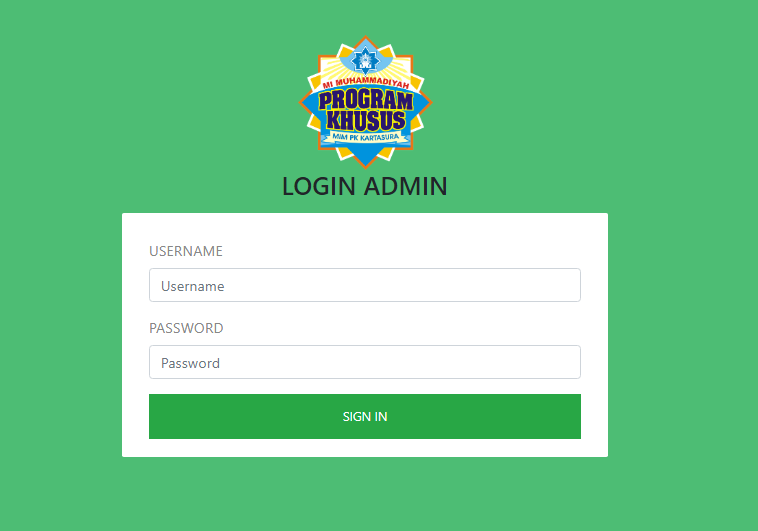 MI MUHAMMADIYAH
PROGRAM
KHUSUS
MIM PK KARTASURA
LOGIN ADMIN
USERNAME
Username
PASSWORD
Password
SIGN IN